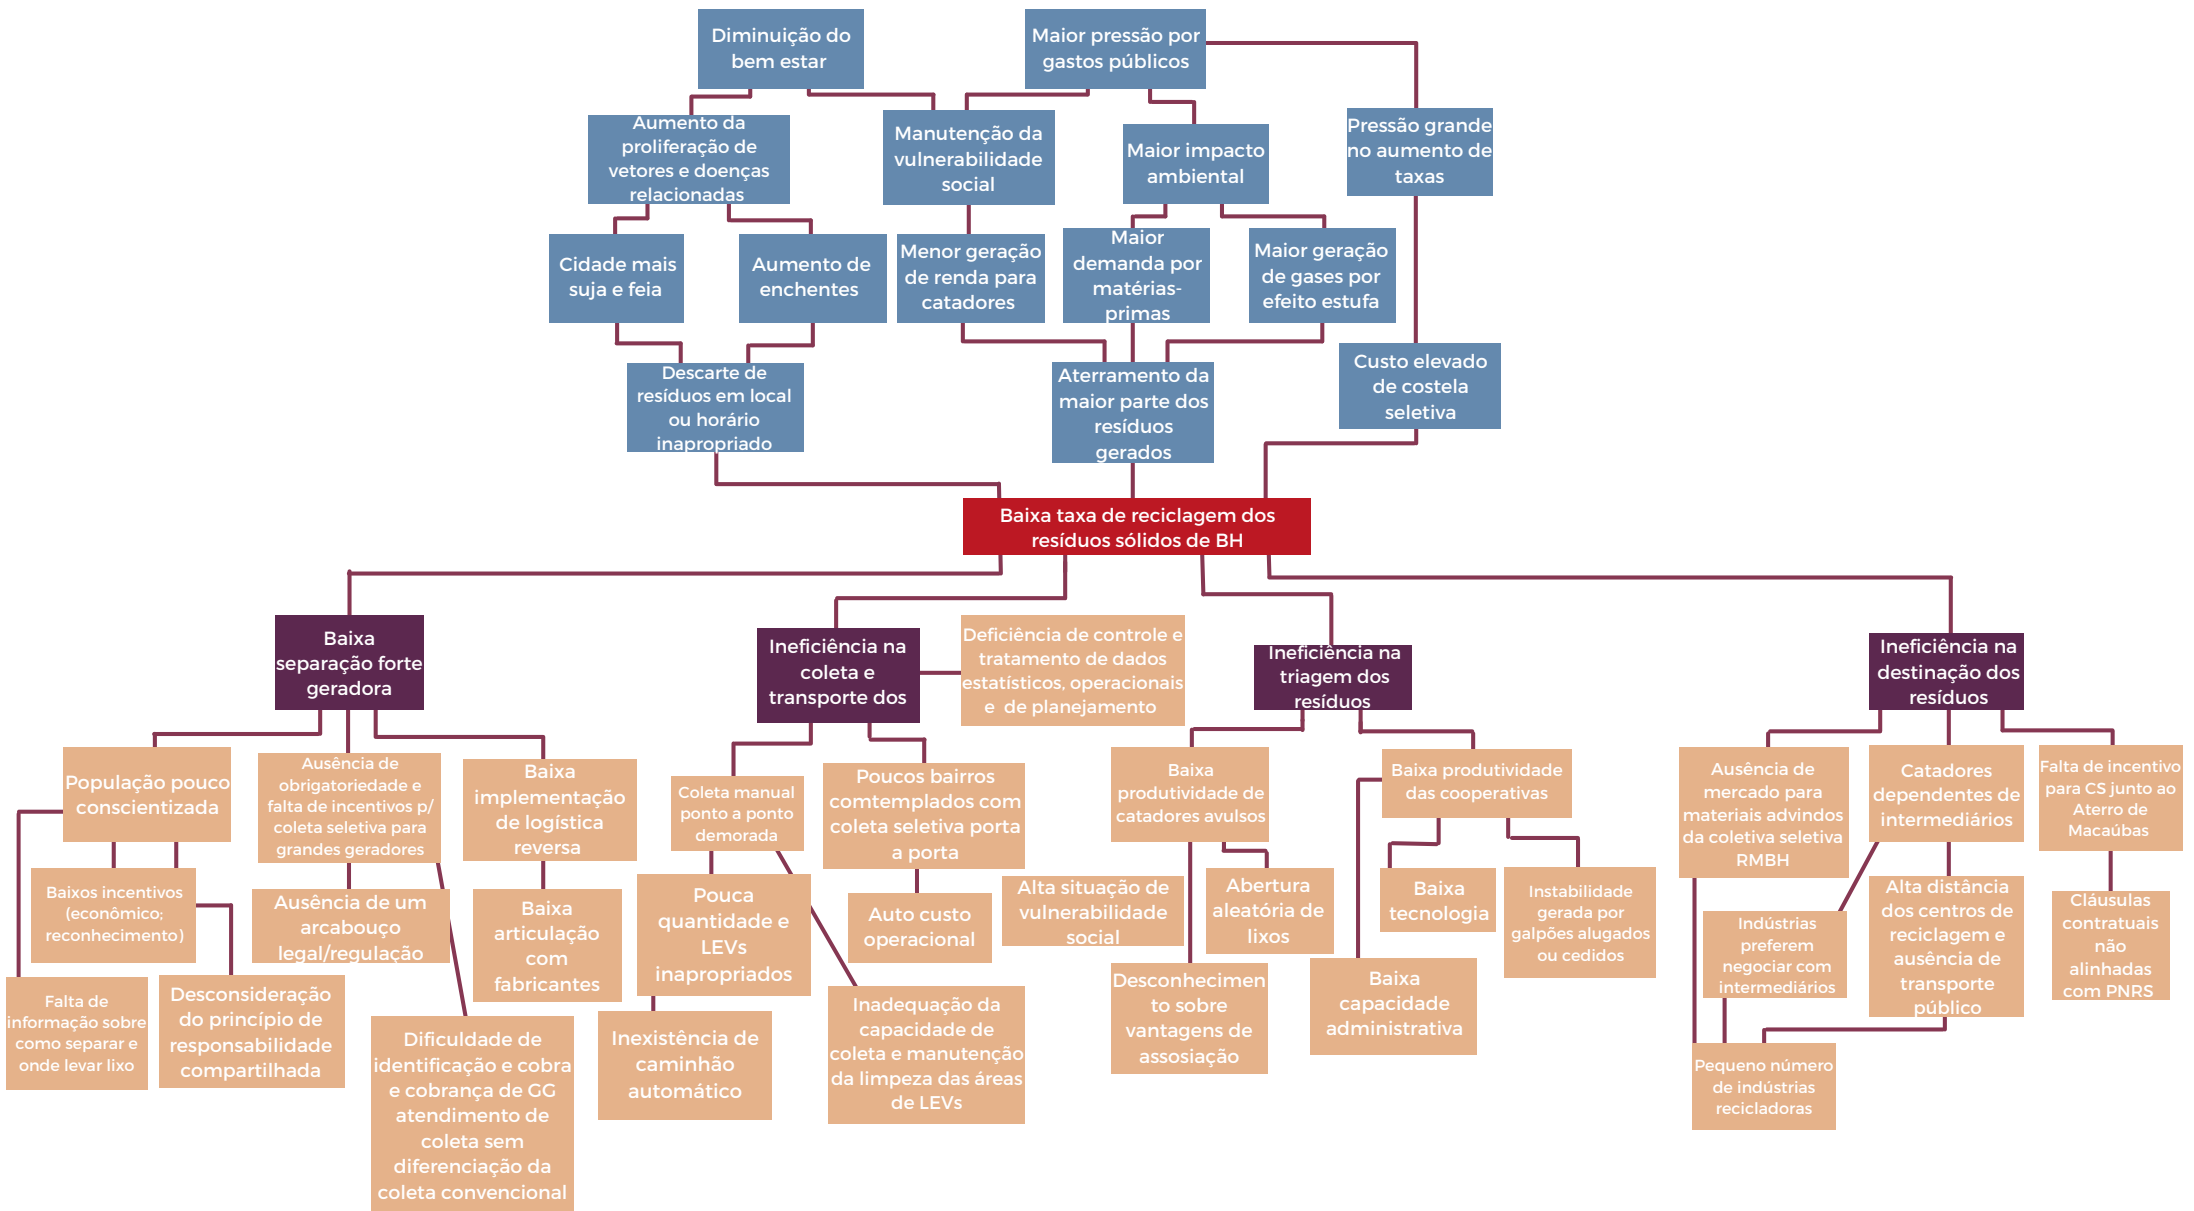 Diminuição do
bem estar
Maior pressão por
gastos públicos
Aumento da
proliferação de
vetores e doenças
relacionadas
Manutenção da
vulnerabilidade
social
Maior impacto
ambiental
Pressão grande
no aumento de
taxas
Cidade mais
suja e feia
Aumento de
enchentes
Menor geração
de renda para
catadores
Maior
demanda por
matérias-
primas
Maior geração
de gases por
efeito estufa
Descarte de
resíduos em local
ou horário
inapropriado
Aterramento da
maior parte dos
resíduos
gerados
Custo elevado
de costela
seletiva
Baixa taxa de reciclagem dos
resíduos sólidos de BH
Baixa
separação forte
geradora
Ineficiência na
coleta e
transporte dos
Deficiência de controle e
tratamento de dados
estatísticos, operacionais
e de planejamento
Ineficiência na
triagem dos
resíduos
Ineficiência na
destinação dos
resíduos
População pouco
conscientizada
Ausência de
obrigatoriedade e
falta de incentivos p/
coleta seletiva para
grandes geradores
Baixa
implementação
de logística
reversa
Coleta manual
ponto a ponto
demorada
Poucos bairros
comtemplados com
coleta seletiva porta
a porta
Baixa
produtividade de
catadores avulsos
Baixa produtividade
das cooperativas
Ausência de
mercado para
materiais advindos
da coletiva seletiva
RMBH
Catadores
dependentes de
intermediários
Falta de incentivo
para CS junto ao
Aterro de
Macaúbas
Baixos incentivos
(econômico;
reconhecimento)
Ausência de um
arcabouço
legal/regulação
Baixa
articulação
com
fabricantes
Pouca
quantidade e
LEVs
inapropriados
Auto custo
operacional
Alta situação de
vulnerabilidade
social
Abertura
aleatória de
lixos
Baixa
tecnologia
Instabilidade
gerada por
galpões alugados
ou cedidos
Indústrias
preferem
negociar com
intermediários
Alta distância
dos centros de
reciclagem e
ausência de
transporte
público
Cláusulas
contratuais
não
alinhadas
com PNRS
Falta de
informação sobre
como separar e
onde levar lixo
Desconsideração
do princípio de
responsabilidade
compartilhada
Dificuldade de
identificação e cobra
e cobrança de GG
atendimento de
coleta sem
diferenciação da
coleta convencional
Inexistência de
caminhão
automático
Inadequação da
capacidade de
coleta e manutenção
da limpeza das áreas
de LEVs
Desconhecimen
to sobre
vantagens de
assosiação
Baixa
capacidade
administrativa
Pequeno número
de indústrias
recicladoras